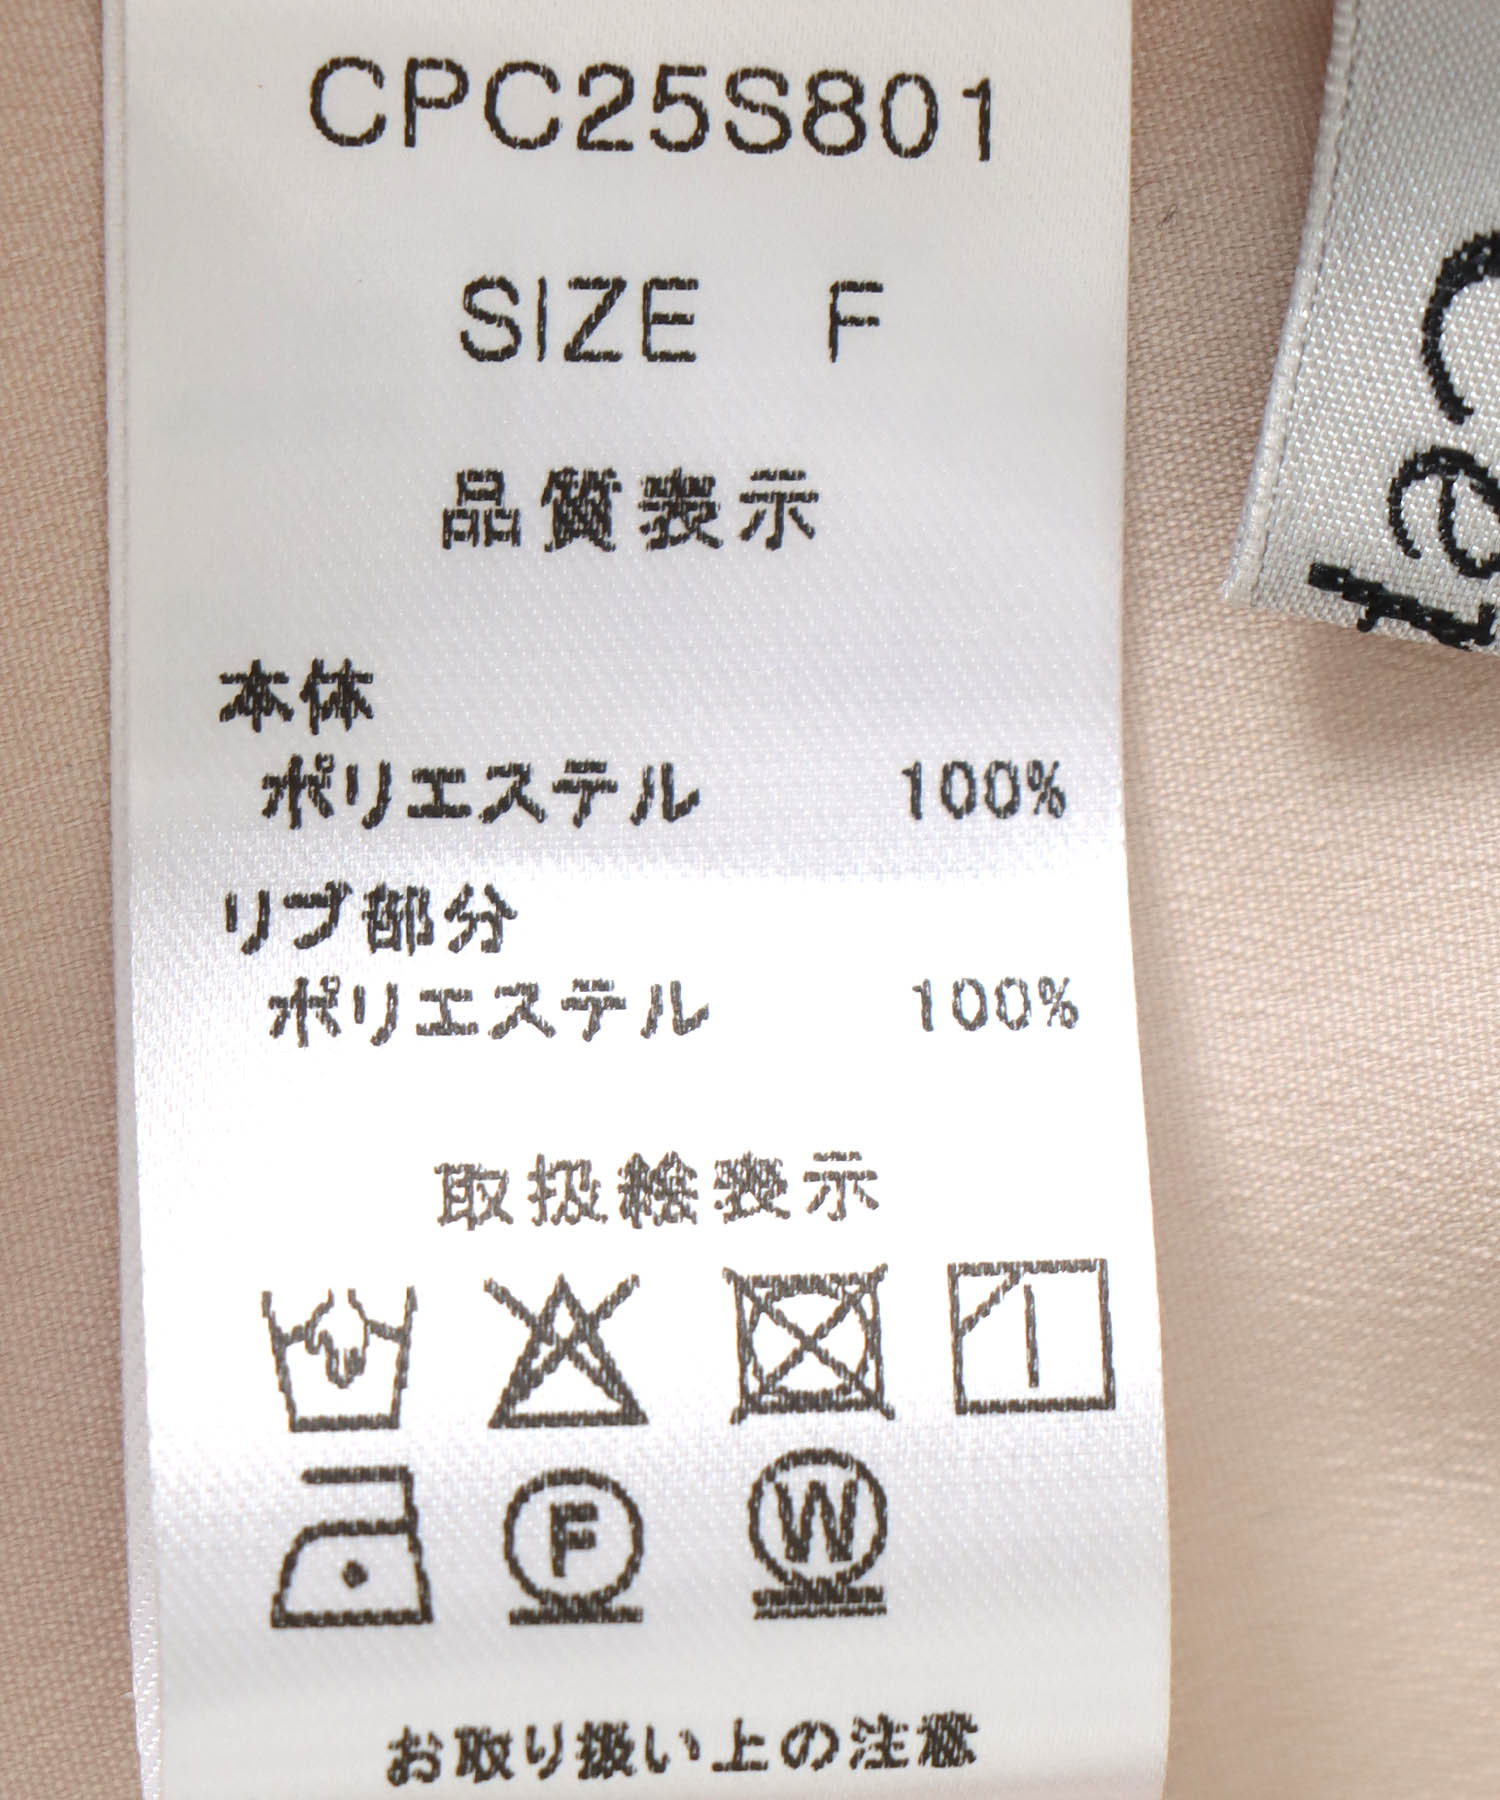 CPC25S801
SIZE F
品質表示
本体
ポリエステル 100%
リブ部分
ポリエステル 100%
取扱絵表示
F W
お取り扱い上の注意